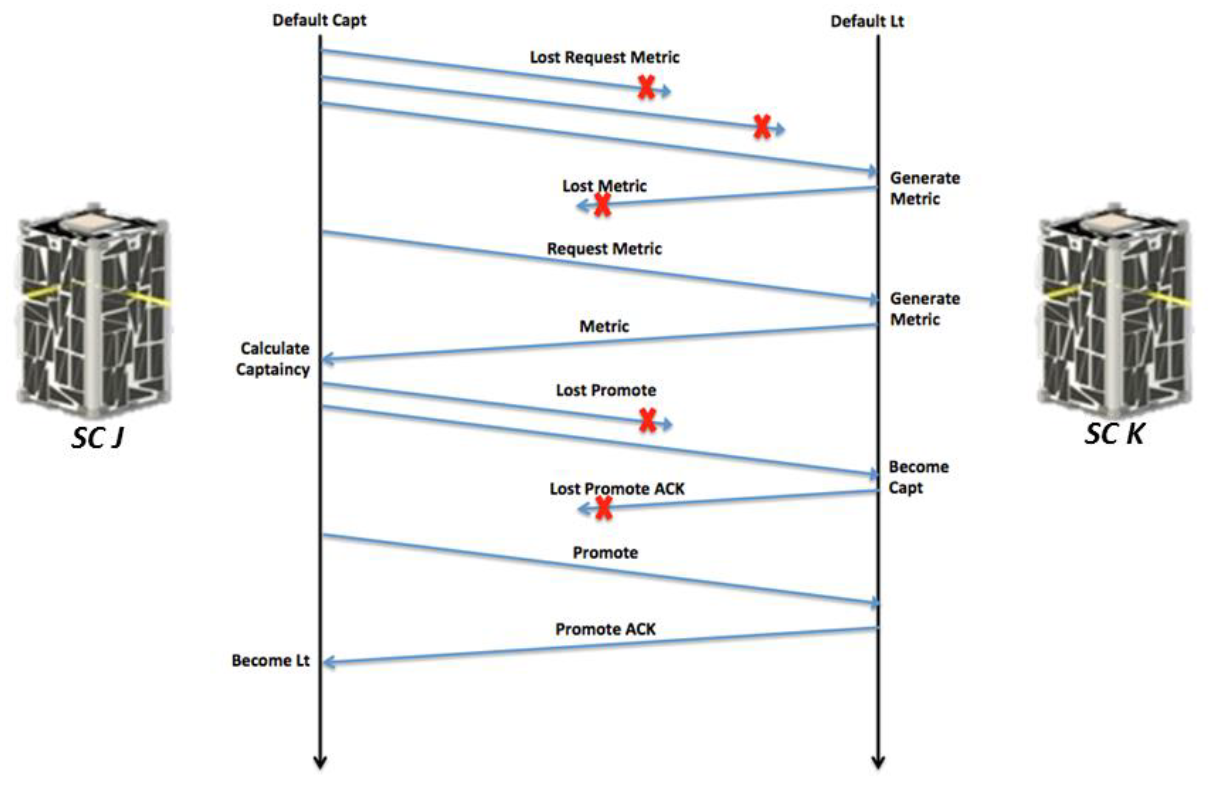 Default Capt
Default Lt
Lost Request Metric
Generate
Metric
Lost Metric
Request Metric
Generate
Metric
Metric
Calculate
Captaincy
Lost Promote
SC J
SC K
Become
Capt
Lost Promote ACK
Promote
Promote ACK
Become Lt